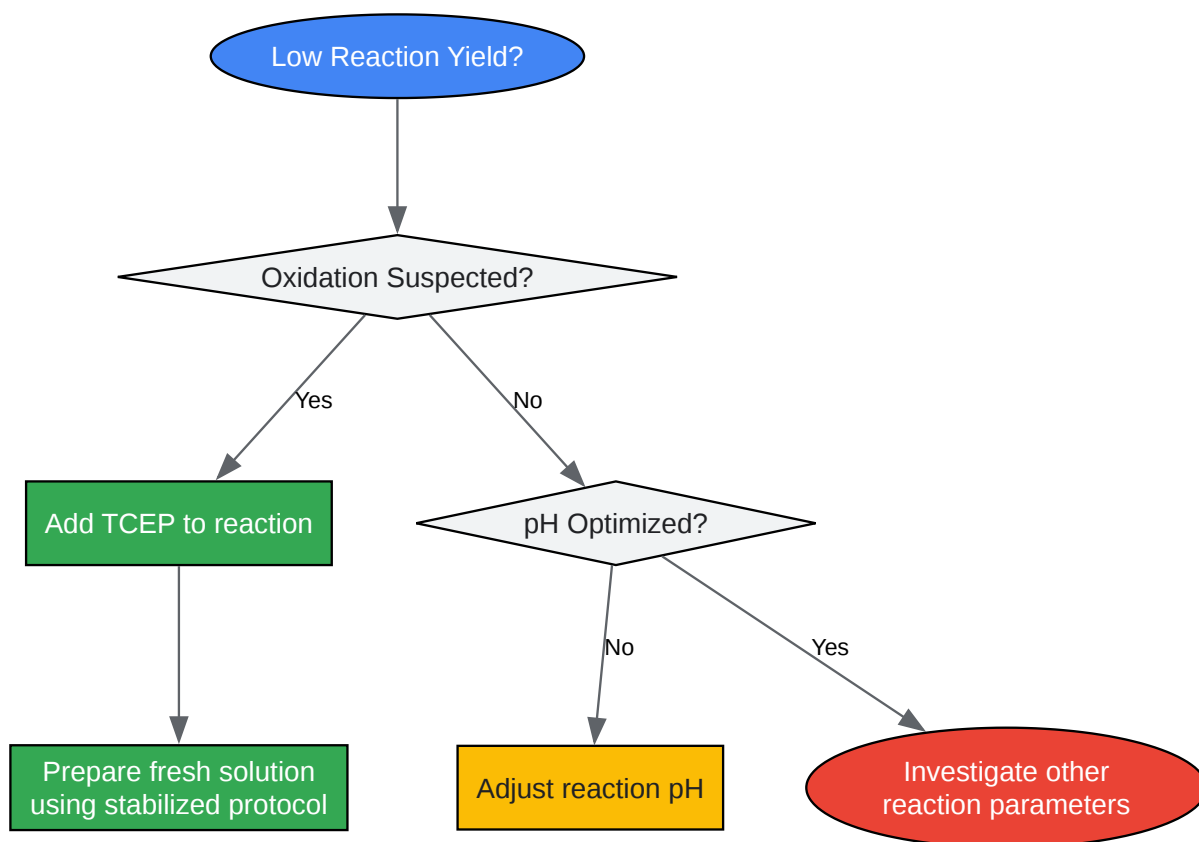 Low Reaction Yield?
Oxidation Suspected?
Yes
No
Add TCEP to reaction
pH Optimized?
No
Yes
Prepare fresh solution
using stabilized protocol
Adjust reaction pH
Investigate other
reaction parameters